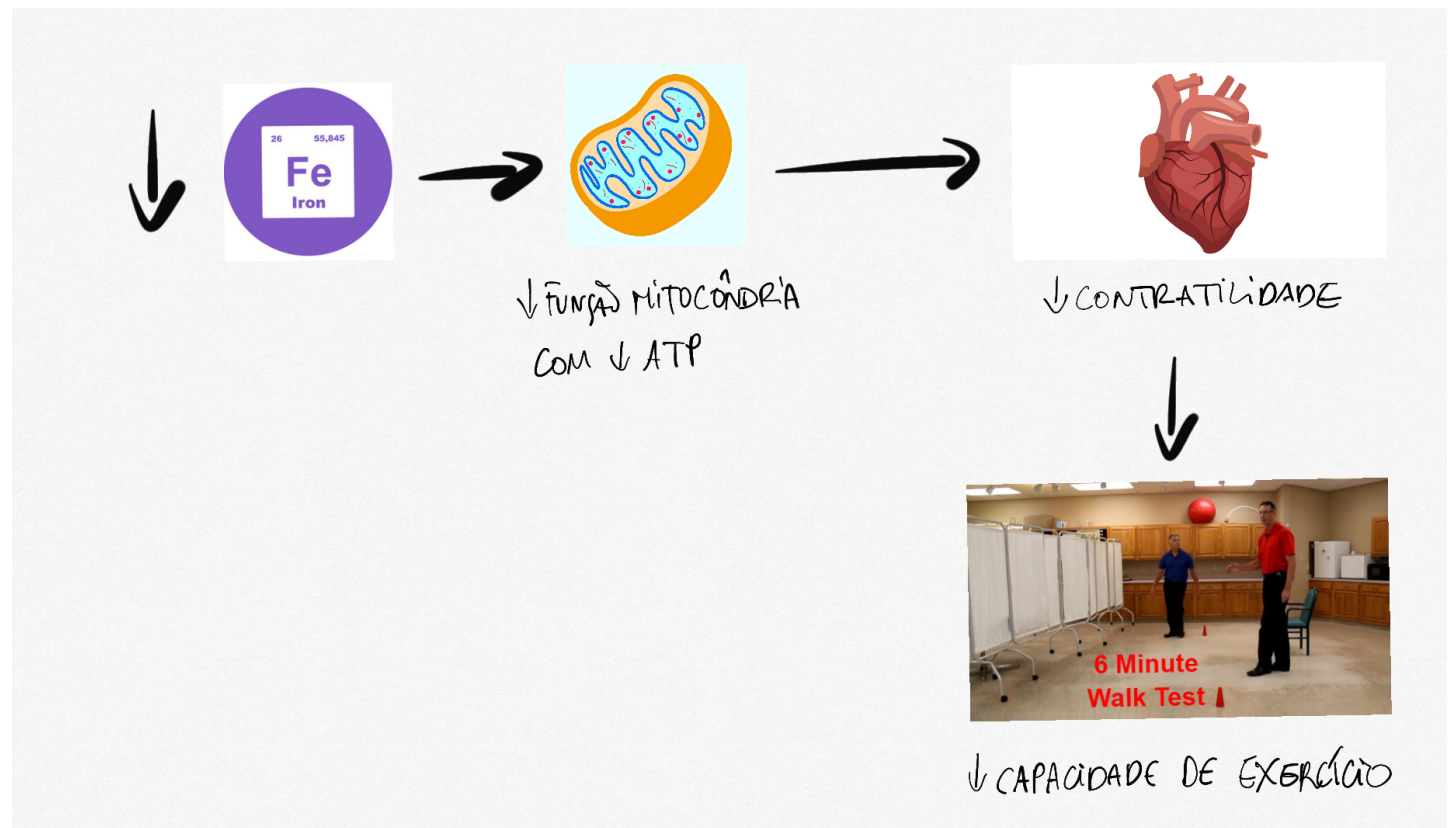 26 55,845
Fe
Iron
↓ FUNÇÃO MITOCÔNDRIA
COM ↓ ATP
↓ CONTRATILIDADE
6 Minute
Walk Test
↓ CAPACIDADE DE EXERCÍCIO